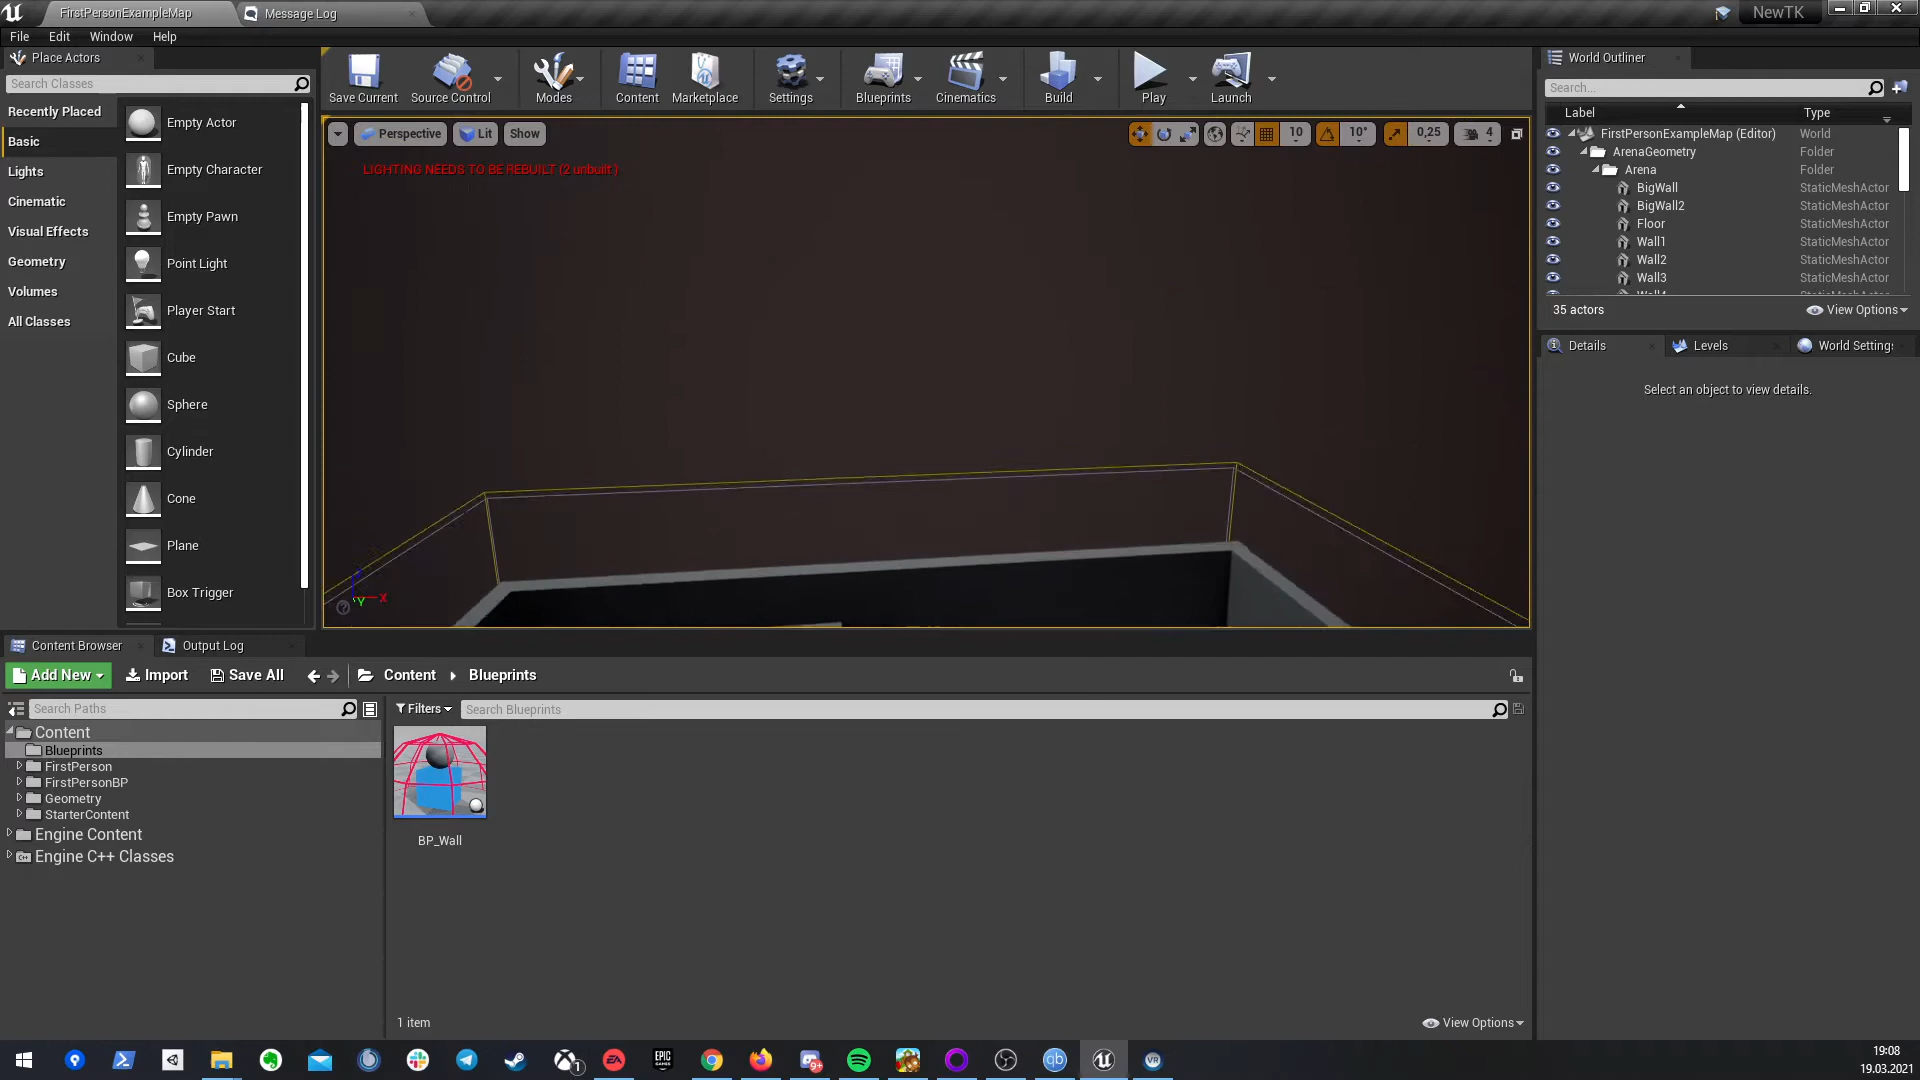 FirstPersonExampleMap
Message Log
NewTK
File Edit Window Help
Place Actors
Search Classes
Recently Placed
Basic
Lights
Cinematic
Visual Effects
Geometry
Volumes
All Classes
Empty Actor
Empty Character
Empty Pawn
Point Light
Player Start
Cube
Sphere
Cylinder
Cone
Plane
Box Trigger
Save Current Source Control Modes Content Marketplace Settings Blueprints Cinematics Build Play Launch
Perspective Lit Show
10 10° 0,25 4
LIGHTING NEEDS TO BE REBUILT (2 unbuilt )
X
Y
World Outliner
Search...
Label Type
FirstPersonExampleMap (Editor) World
ArenaGeometry Folder
Arena Folder
BigWall StaticMeshActor
BigWall2 StaticMeshActor
Floor StaticMeshActor
Wall1 StaticMeshActor
Wall2 StaticMeshActor
Wall3 StaticMeshActor
35 actors View Options
Details Levels World Settings
Select an object to view details.
Content Browser Output Log
Add New Import Save All Content Blueprints
Search Paths
Filters Search Blueprints
Content
Blueprints
FirstPerson
FirstPersonBP
Geometry
StarterContent
Engine Content
Engine C++ Classes
BP_Wall
1 item View Options
EA
EPIC GAMES
qb
VR
19:08
19.03.2021